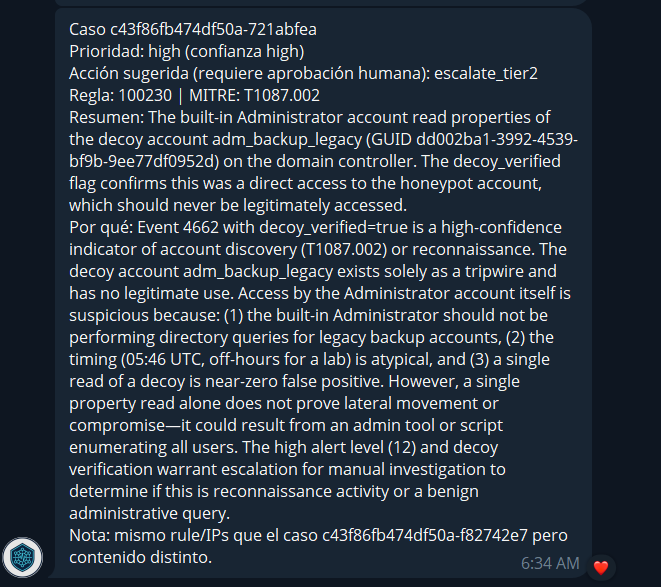 Caso c43f86fb474df50a-721abfea
Prioridad: high (confianza high)
Acción sugerida (requiere aprobación humana): escalate_tier2
Regla: 100230 | MITRE: T1087.002
Resumen: The built-in Administrator account read properties of
the decoy account adm_backup_legacy (GUID dd002ba1-3992-4539-
bf9b-9ee77df0952d) on the domain controller. The decoy_verified
flag confirms this was a direct access to the honeypot account,
which should never be legitimately accessed.
Por qué: Event 4662 with decoy_verified=true is a high-confidence
indicator of account discovery (T1087.002) or reconnaissance. The
decoy account adm_backup_legacy exists solely as a tripwire and
has no legitimate use. Access by the Administrator account itself is
suspicious because: (1) the built-in Administrator should not be
performing directory queries for legacy backup accounts, (2) the
timing (05:46 UTC, off-hours for a lab) is atypical, and (3) a single
read of a decoy is near-zero false positive. However, a single
property read alone does not prove lateral movement or
compromise—it could result from an admin tool or script
enumerating all users. The high alert level (12) and decoy
verification warrant escalation for manual investigation to
determine if this is reconnaissance activity or a benign
administrative query.
Nota: mismo rule/IPs que el caso c43f86fb474df50a-f82742e7 pero
contenido distinto.
6:34 AM